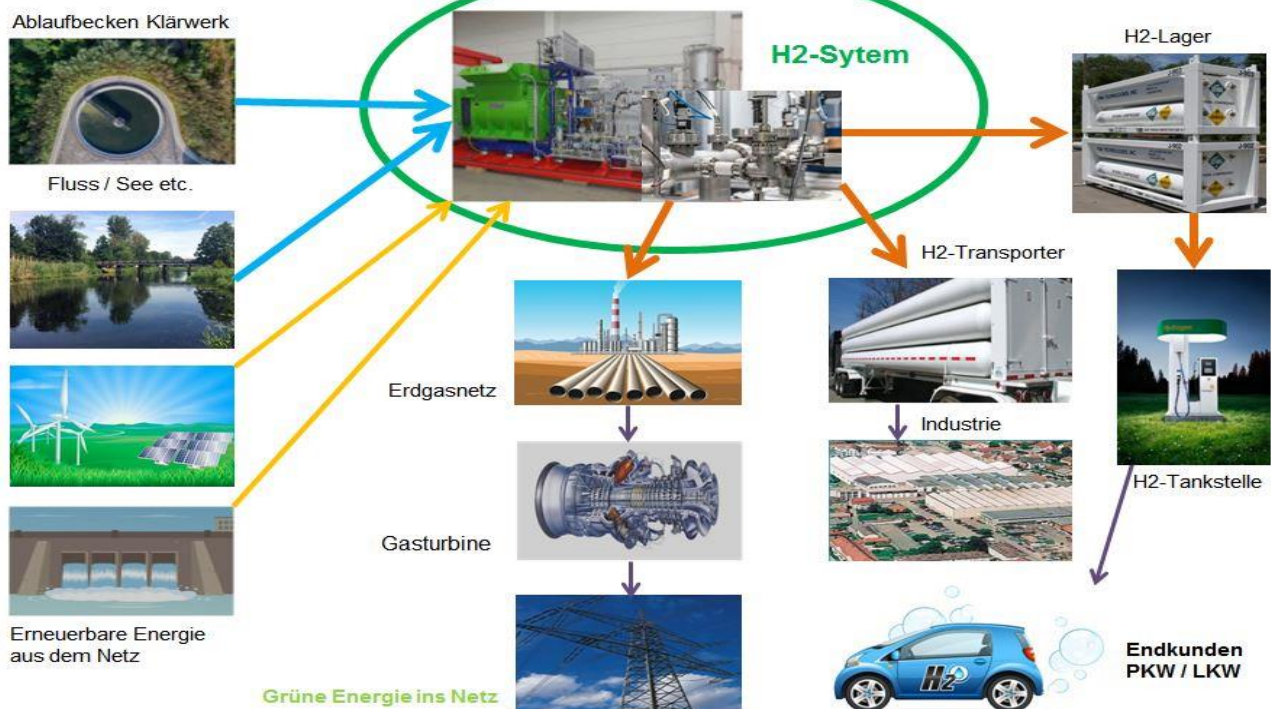 Ablaufbecken Klärwerk
H2-Sytem
H2-Lager
Fluss / See etc.
H2-Transporter
Erdgasnetz
Industrie
H2-Tankstelle
Gasturbine
Erneuerbare Energie
aus dem Netz
Grüne Energie ins Netz
H2
Endkunden
PKW / LKW